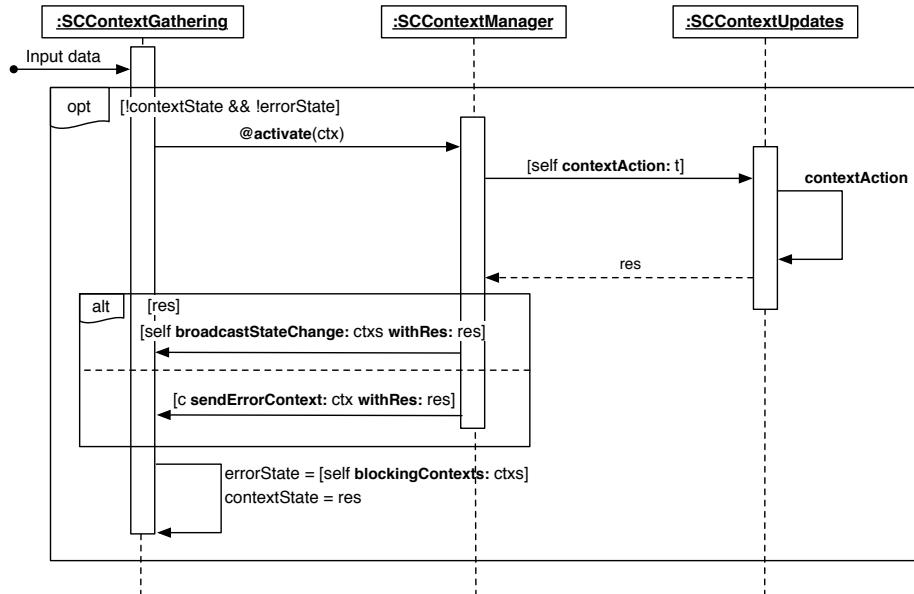 :SCContextGathering
:SCContextManager
:SCContextUpdates
Input data
opt
[!contextState && !errorState]
@activate(ctx)
[self contextAction: t]
contextAction
res
alt
[res]
[self broadcastStateChange: ctxs withRes: res]
[c sendErrorContext: ctx withRes: res]
errorState = [self blockingContexts: ctxs]
contextState = res